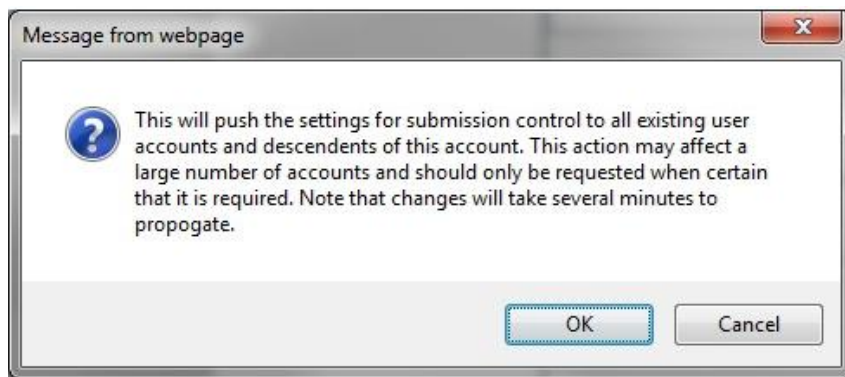 Message from webpage
This will push the settings for submission control to all existing user
accounts and descendents of this account. This action may affect a
large number of accounts and should only be requested when certain
that it is required. Note that changes will take several minutes to
propogate.
OK
Cancel